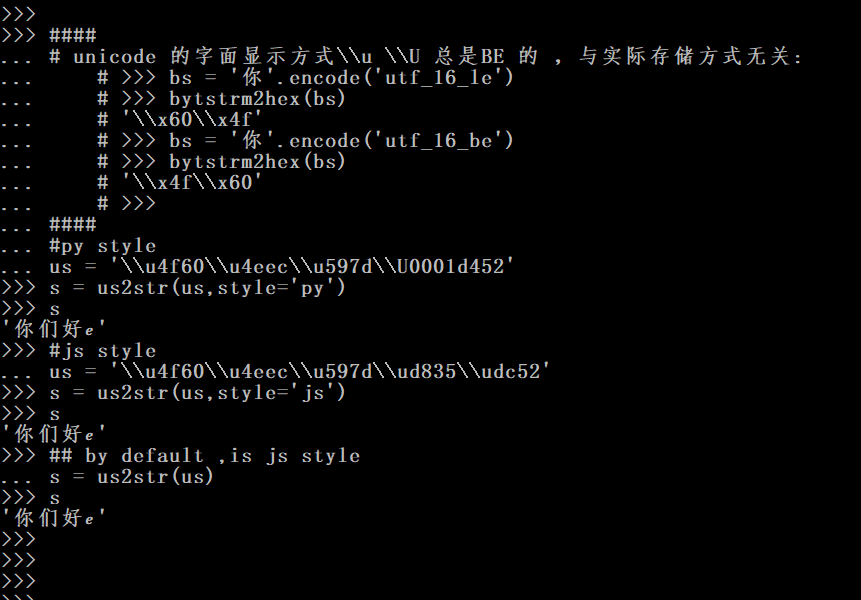 >>>
>>> ####
... # unicode 的字面显示方式\\u \\U 总是BE 的 ，与实际存储方式无关:
...     # >>> bs = '你'.encode('utf_16_le')
...     # >>> bytstrm2hex(bs)
...     # '\\x60\\x4f'
...     # >>> bs = '你'.encode('utf_16_be')
...     # >>> bytstrm2hex(bs)
...     # '\\x4f\\x60'
...     # >>>
... ####
... #py style
... us = '\\u4f60\\u4eec\\u597d\\U0001d452'
>>> s = us2str(us,style='py')
>>> s
'你们好𝑒'
>>> #js style
... us = '\\u4f60\\u4eec\\u597d\\ud835\\udc52'
>>> s = us2str(us,style='js')
>>> s
'你们好𝑒'
>>> ## by default ,is js style
... s = us2str(us)
>>> s
'你们好𝑒'
>>>
>>>
>>>
>>>